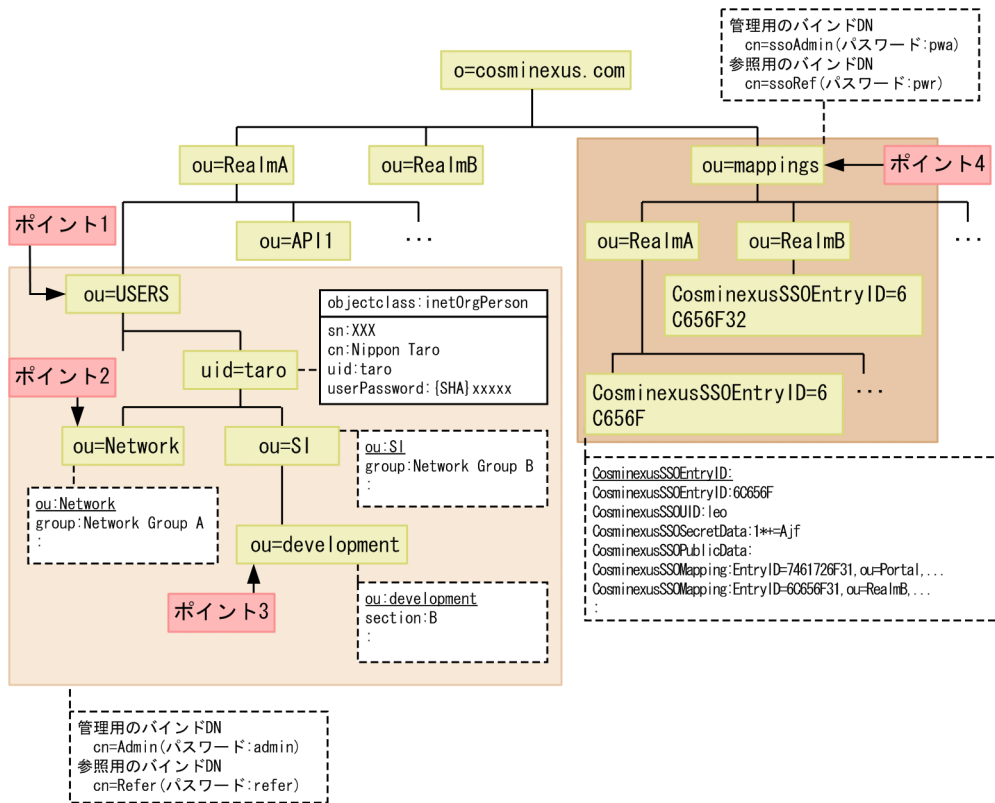 管理用のバインドDN
cn=ssoAdmin(パスワード:pwa)
参照用のバインドDN
cn=ssoRef(パスワード:pwr)
o=cosminexus.com
ou=RealmA
ou=RealmB
ou=mappings
ポイント4
ポイント1
ou=API1
...
ou=RealmA
ou=RealmB
...
ou=USERS
objectclass:inetOrgPerson
sn:XXX
cn:Nippon Taro
uid:taro
userPassword:{SHA}xxxxx
CosminexusSSOEntryID=6
C656F32
ポイント2
uid=taro
CosminexusSSOEntryID=6
C656F
...
ou=Network
ou=SI
ou:SI
group:Network Group B
:
ou:Network
group:Network Group A
:
ou=development
ポイント3
ou:development
section:B
:
CosminexusSSOEntryID:
CosminexusSSOEntryID:6C656F
CosminexusSSOUID:leo
CosminexusSSOSecretData:1*+=Ajf
CosminexusSSOPublicData:
CosminexusSSOMapping:EntryID=7461726F31,ou=Portal,...
CosminexusSSOMapping:EntryID=6C656F31,ou=RealmB,...
:
管理用のバインドDN
cn=Admin(パスワード:admin)
参照用のバインドDN
cn=Refer(パスワード:refer)